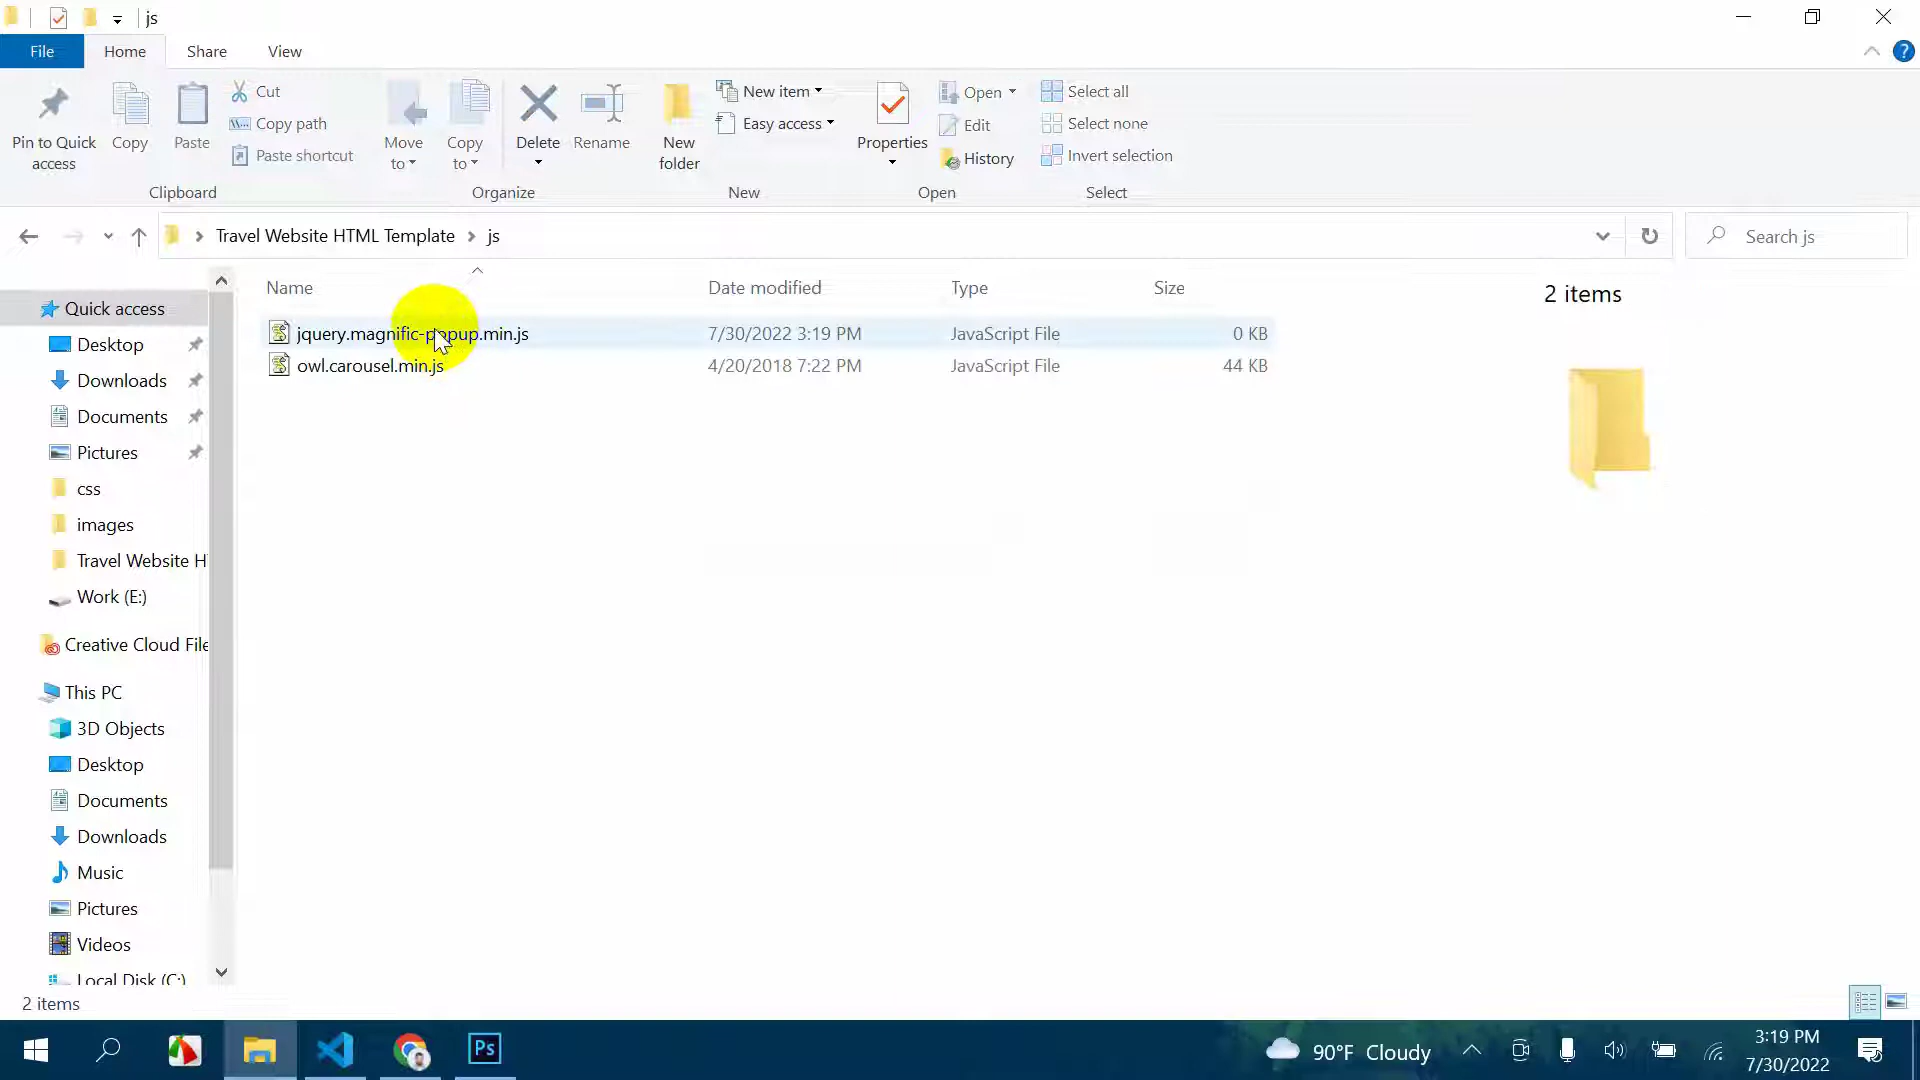 js
File Home Share View
Pin to Quick access
Copy
Paste
Cut
Copy path
Paste shortcut
Clipboard
Move to
Copy to
Delete
Rename
Organize
New folder
New item
Easy access
New
Properties
Open
Edit
History
Open
Select all
Select none
Invert selection
Select
Travel Website HTML Template js
Search js
Name Date modified Type Size
jquery.magnific-popup.min.js 7/30/2022 3:19 PM JavaScript File 0 KB
owl.carousel.min.js 4/20/2018 7:22 PM JavaScript File 44 KB
2 items
Quick access
Desktop
Downloads
Documents
Pictures
css
images
Travel Website H
Work (E:)
Creative Cloud File
This PC
3D Objects
Desktop
Documents
Downloads
Music
Pictures
Videos
Local Disk (C:)
2 items
Ps
90°F Cloudy
3:19 PM
7/30/2022